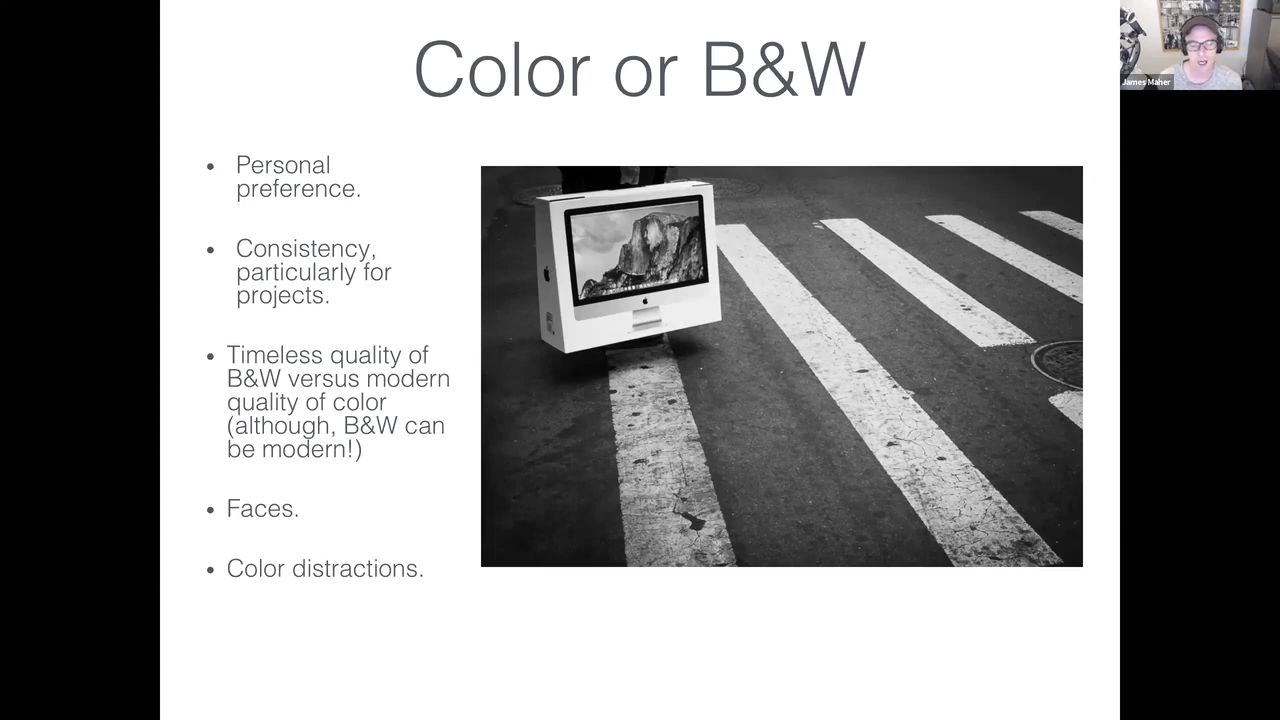 Color or B&W
• Personal
preference.
• Consistency,
particularly for
projects.
• Timeless quality of
B&W versus modern
quality of color
(although, B&W can
be modern!)
• Faces.
• Color distractions.
James Maher